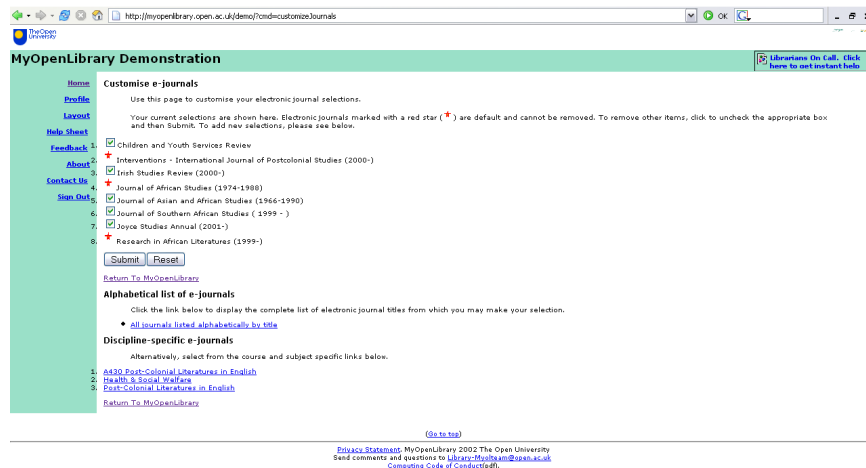 http://myopenlibrary.open.ac.uk/demo/?cmd=customizeJournals
OK
The Open
University
MyOpenLibrary Demonstration
Librarians On Call. Click
here to get instant help
Home
Profile
Layout
Help Sheet
Feedback
About
Contact Us
Sign Out
Customise e-journals
Use this page to customise your electronic journal selections.
Your current selections are shown here. Electronic journals marked with a red star ( ) are default and cannot be removed. To remove other items, click to uncheck the appropriate box
and then Submit. To add new selections, please see below.
1. Children and Youth Services Review
2. Interventions - International Journal of Postcolonial Studies (2000-)
3. Irish Studies Review (2000-)
4. Journal of African Studies (1974-1988)
5. Journal of Asian and African Studies (1966-1990)
6. Journal of Southern African Studies ( 1999 - )
7. Joyce Studies Annual (2001-)
8. Research in African Literatures (1999-)
Submit Reset
Return To MyOpenLibrary
Alphabetical list of e-journals
Click the link below to display the complete list of electronic journal titles from which you may make your selection.
All journals listed alphabetically by title
Discipline-specific e-journals
Alternatively, select from the course and subject specific links below.
1. A430 Post-Colonial Literatures in English
2. Health & Social Welfare
3. Post-Colonial Literatures in English
Return To MyOpenLibrary
(Go to top)
Privacy Statement. MyOpenLibrary 2002 The Open University
Send comments and questions to Library-Myolteam@open.ac.uk
Computing Code of Conduct(pdf).